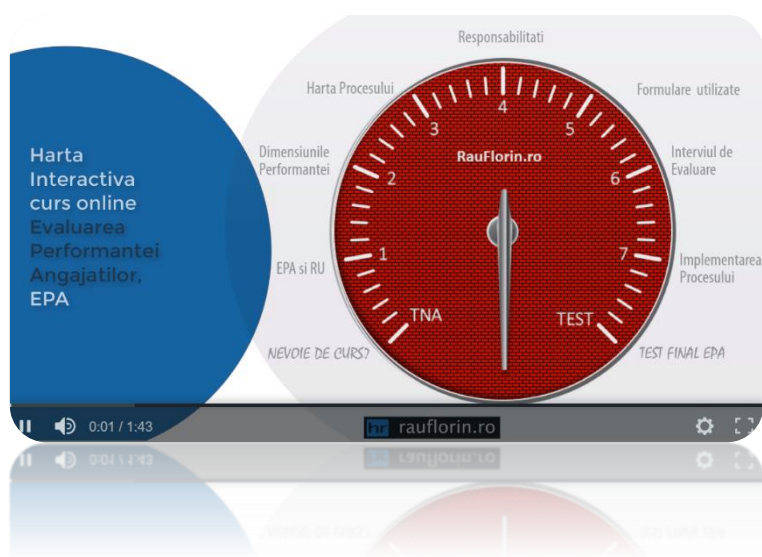 Harta
Interactiva
curs online
Evaluarea
Performantei
Angajatilor,
EPA
Responsabilitati
Harta Procesului
Formulare utilizate
Dimensiunile
Performantei
Interviul de
Evaluare
EPA si RU
Implementarea
Procesului
NEVOIE DE CURS?
TEST FINAL EPA
RauFlorin.ro
TNA
1
2
3
4
5
6
7
TEST
0:01 / 1:43
hr rauflorin.ro